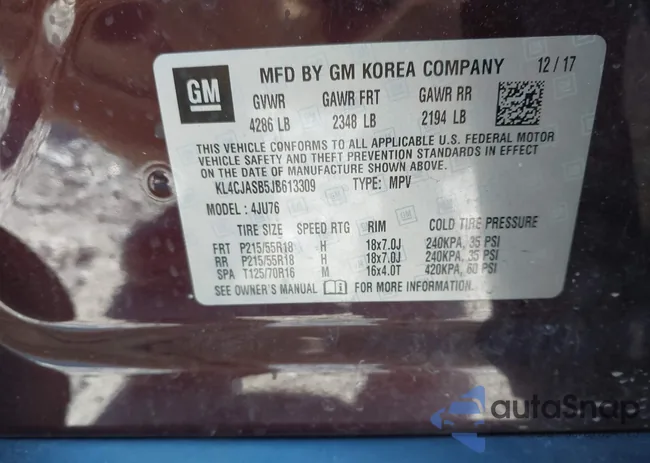 GM MFD BY GM KOREA COMPANY 12/17
GVWR GAWR FRT GAWR RR
4286 LB 2348 LB 2194 LB
THIS VEHICLE CONFORMS TO ALL APPLICABLE U.S. FEDERAL MOTOR
VEHICLE SAFETY AND THEFT PREVENTION STANDARDS IN EFFECT
ON THE DATE OF MANUFACTURE SHOWN ABOVE.
KL4CJASB5JB613309 TYPE: MPV
MODEL : 4JU76
TIRE SIZE SPEED RTG RIM COLD TIRE PRESSURE
FRT P215/55R18 H 18x7.0J 240KPA, 35 PSI
RR P215/55R18 H 18x7.0J 240KPA, 35 PSI
SPA T125/70R16 M 16x4.0T 420KPA, 60 PSI
SEE OWNER'S MANUAL FOR MORE INFORMATION.
autoSnap